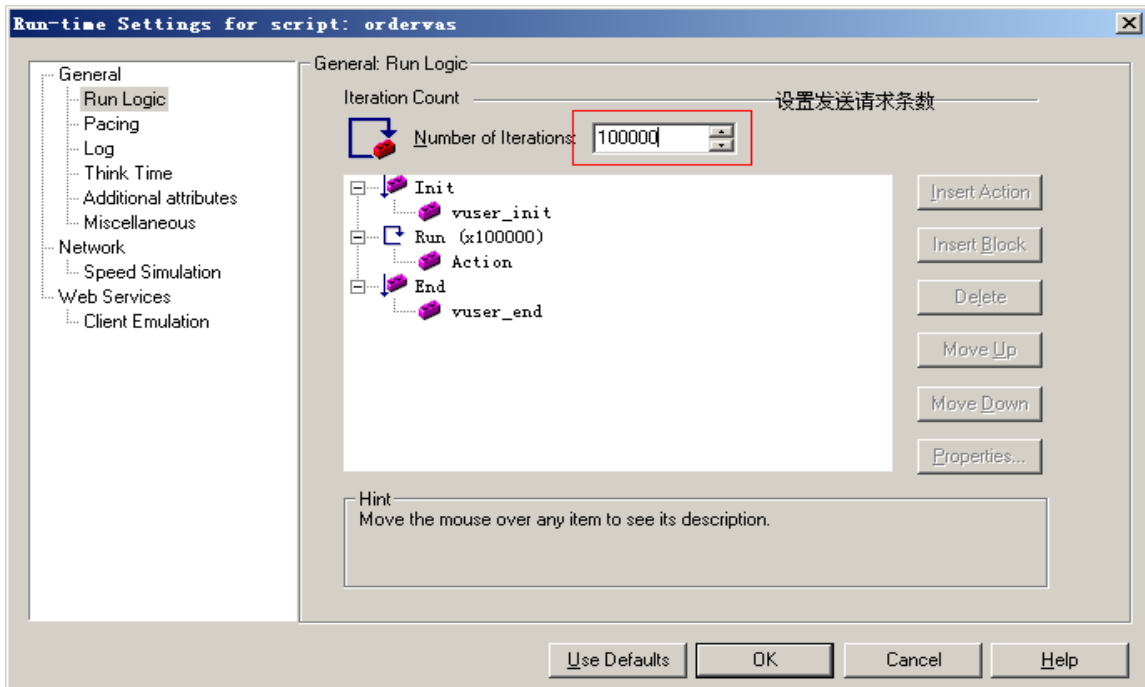 Run-time Settings for script: ordervas
General
Run Logic
Pacing
Log
Think Time
Additional attributes
Miscellaneous
Network
Speed Simulation
Web Services
Client Emulation
General: Run Logic
Iteration Count
设置发送请求条数
Number of Iterations:
100000
Init
vuser_init
Run (x100000)
Action
End
vuser_end
Insert Action
Insert Block
Delete
Move Up
Move Down
Properties...
Hint
Move the mouse over any item to see its description.
Use Defaults
OK
Cancel
Help